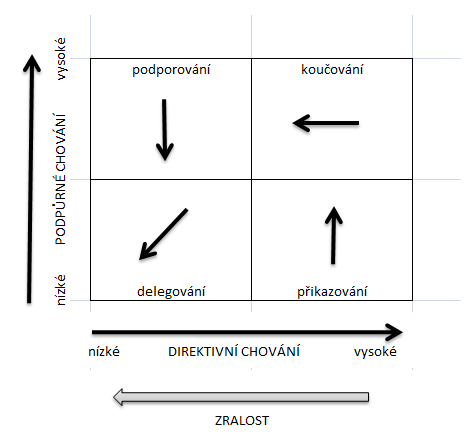 vysoké
PODPŮRNÉ CHOVÁNÍ
nízké
podporování
koučování
delegování
přikazování
nízké
DIREKTIVNÍ CHOVÁNÍ
vysoké
ZRALOST